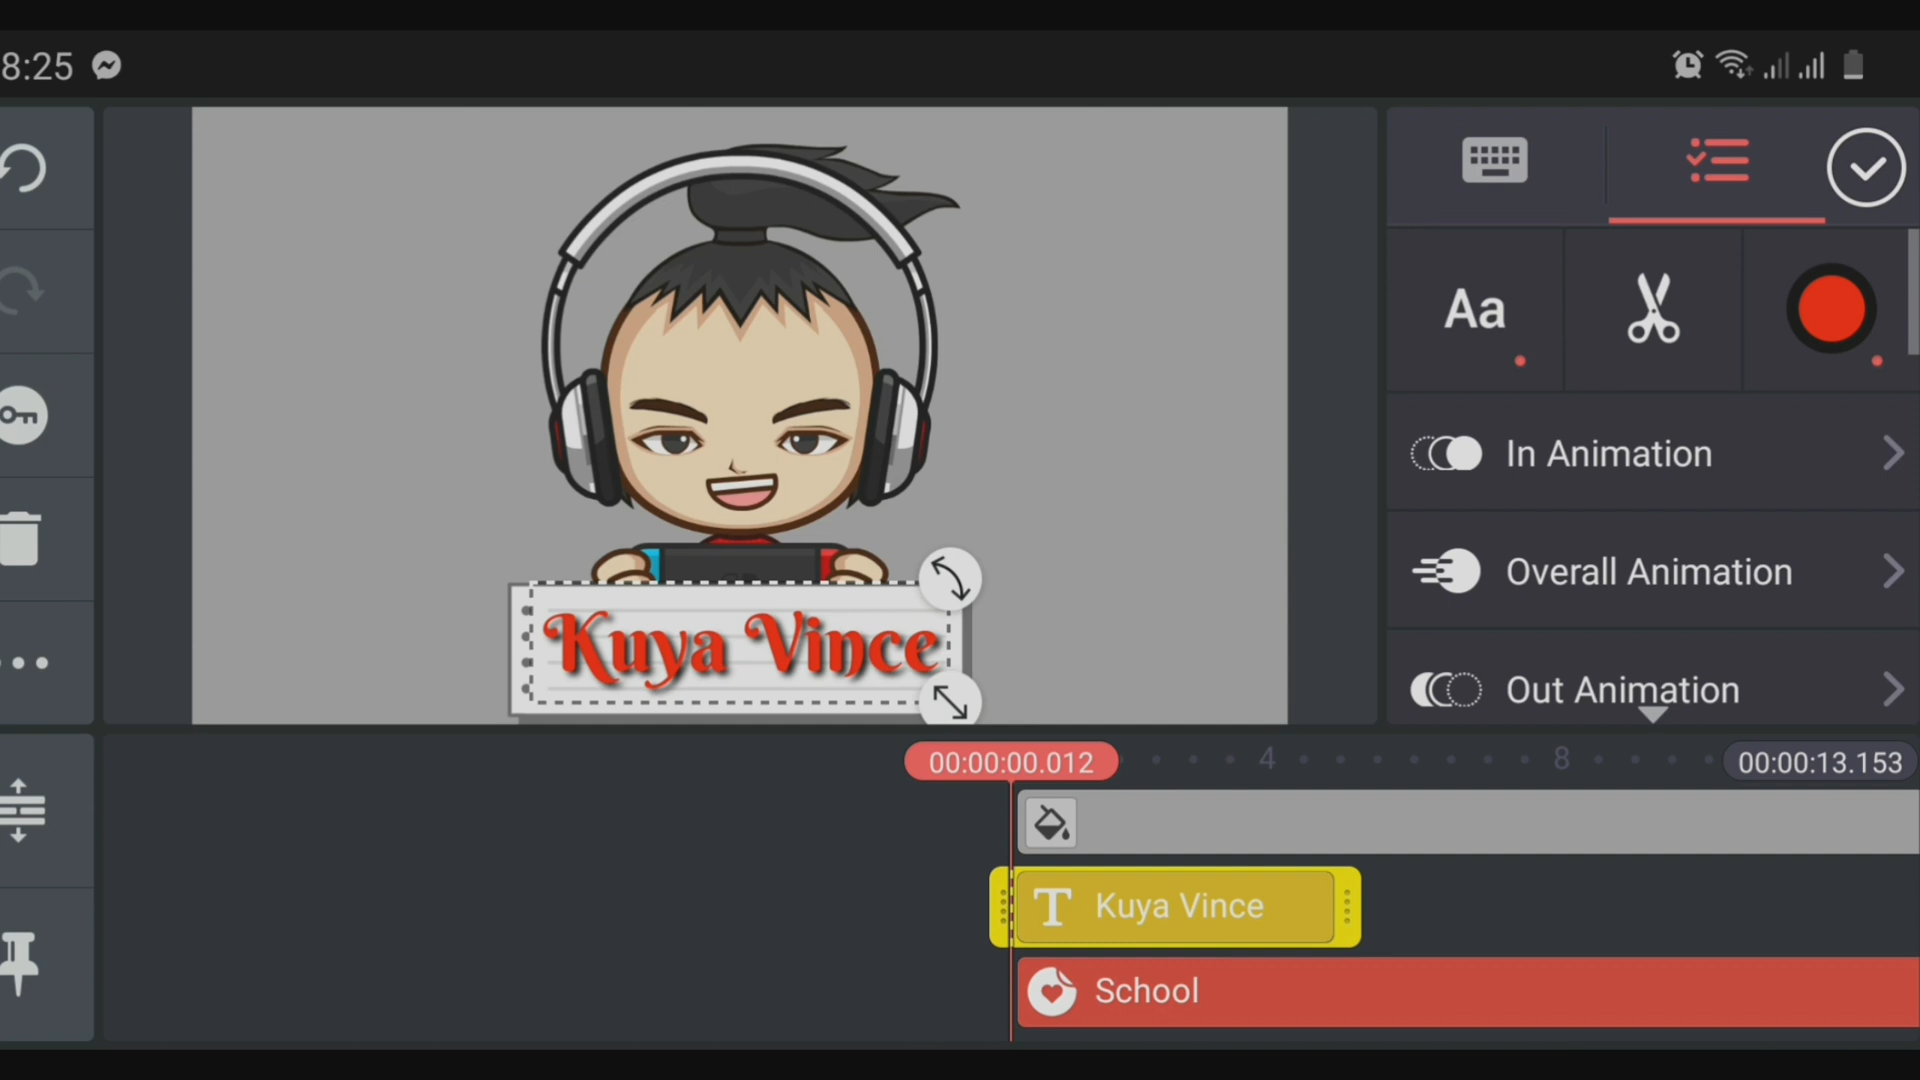 8:25
Aa
In Animation
Overall Animation
Out Animation
Kuya Vince
00:00:00.012
4
8
00:00:13.153
T Kuya Vince
School